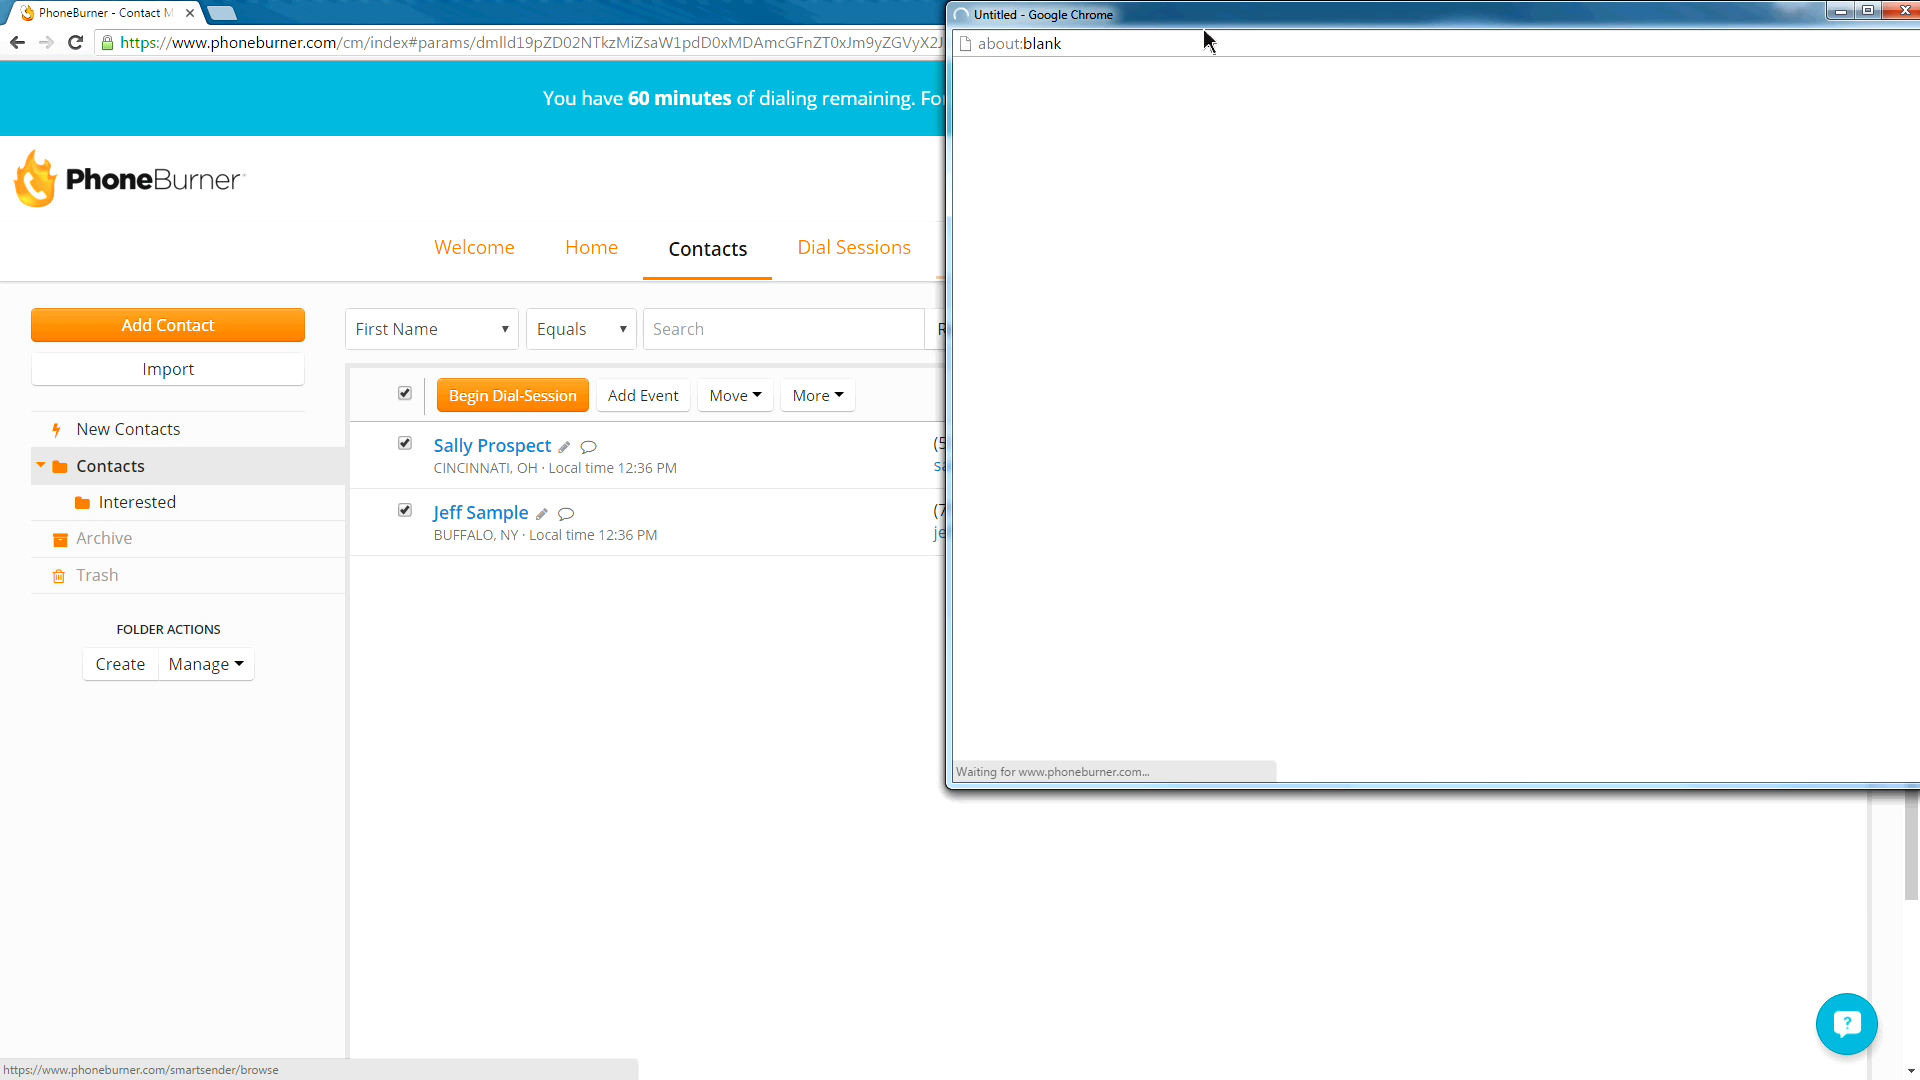 PhoneBurner - Contact M
Untitled - Google Chrome
https://www.phoneburner.com/cm/index#params/dmlld19pZD02NTkzMiZsaW1pdD0xMDAmcGFnZT0xJm9yZGVyX2J
about:blank
You have 60 minutes of dialing remaining. Fo
PhoneBurner
Welcome Home Contacts Dial Sessions
Add Contact
First Name Equals Search R
Import
Begin Dial-Session Add Event Move More
New Contacts
Sally Prospect (5
Contacts
CINCINNATI, OH · Local time 12:36 PM sa
Interested
Jeff Sample (7
Archive
BUFFALO, NY · Local time 12:36 PM je
Trash
FOLDER ACTIONS
Create Manage
Waiting for www.phoneburner.com...
?
https://www.phoneburner.com/smartsender/browse